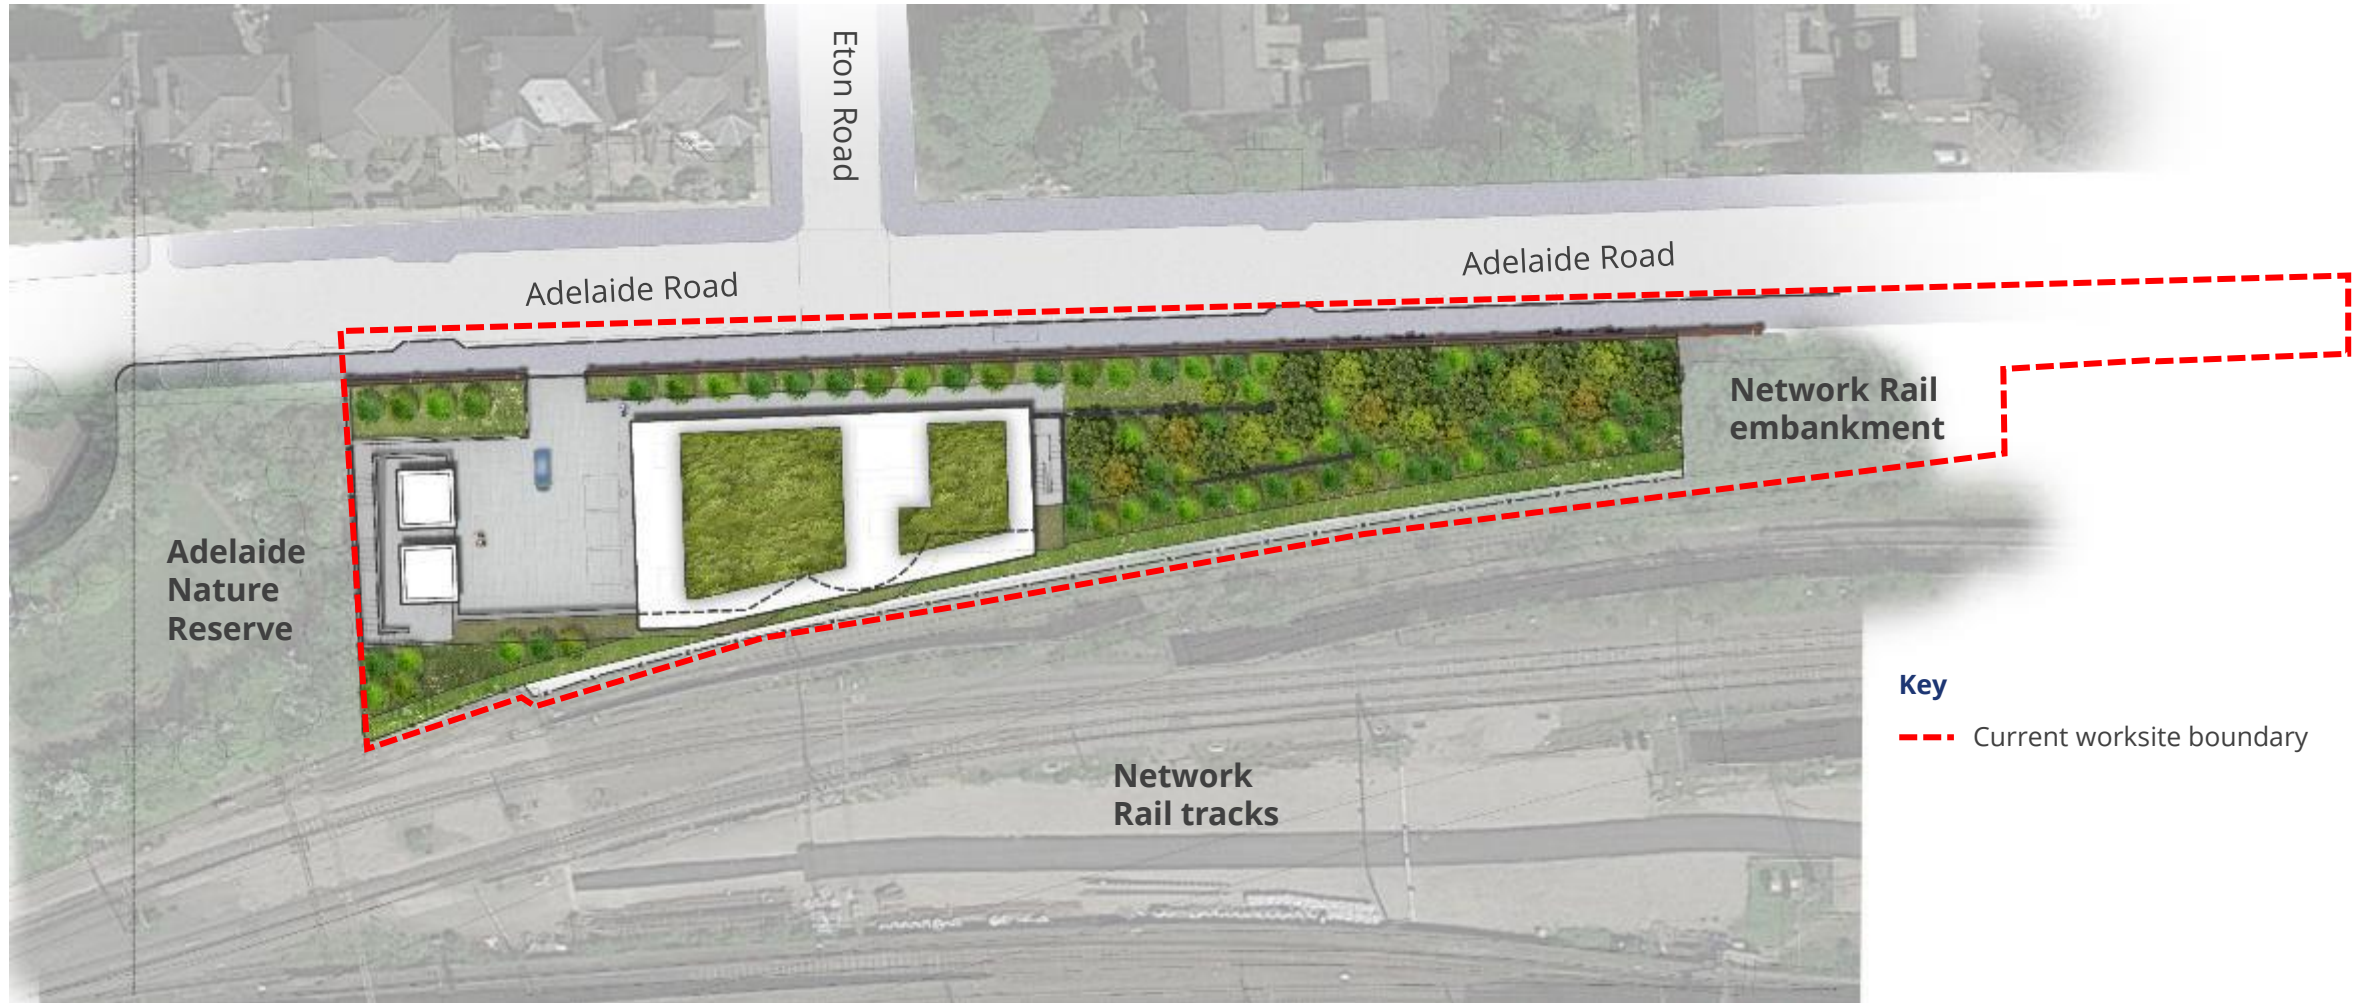 Eton Road
Adelaide Road
Adelaide Road
Network Rail
embankment
Adelaide
Nature
Reserve
Key
Current worksite boundary
Network
Rail tracks